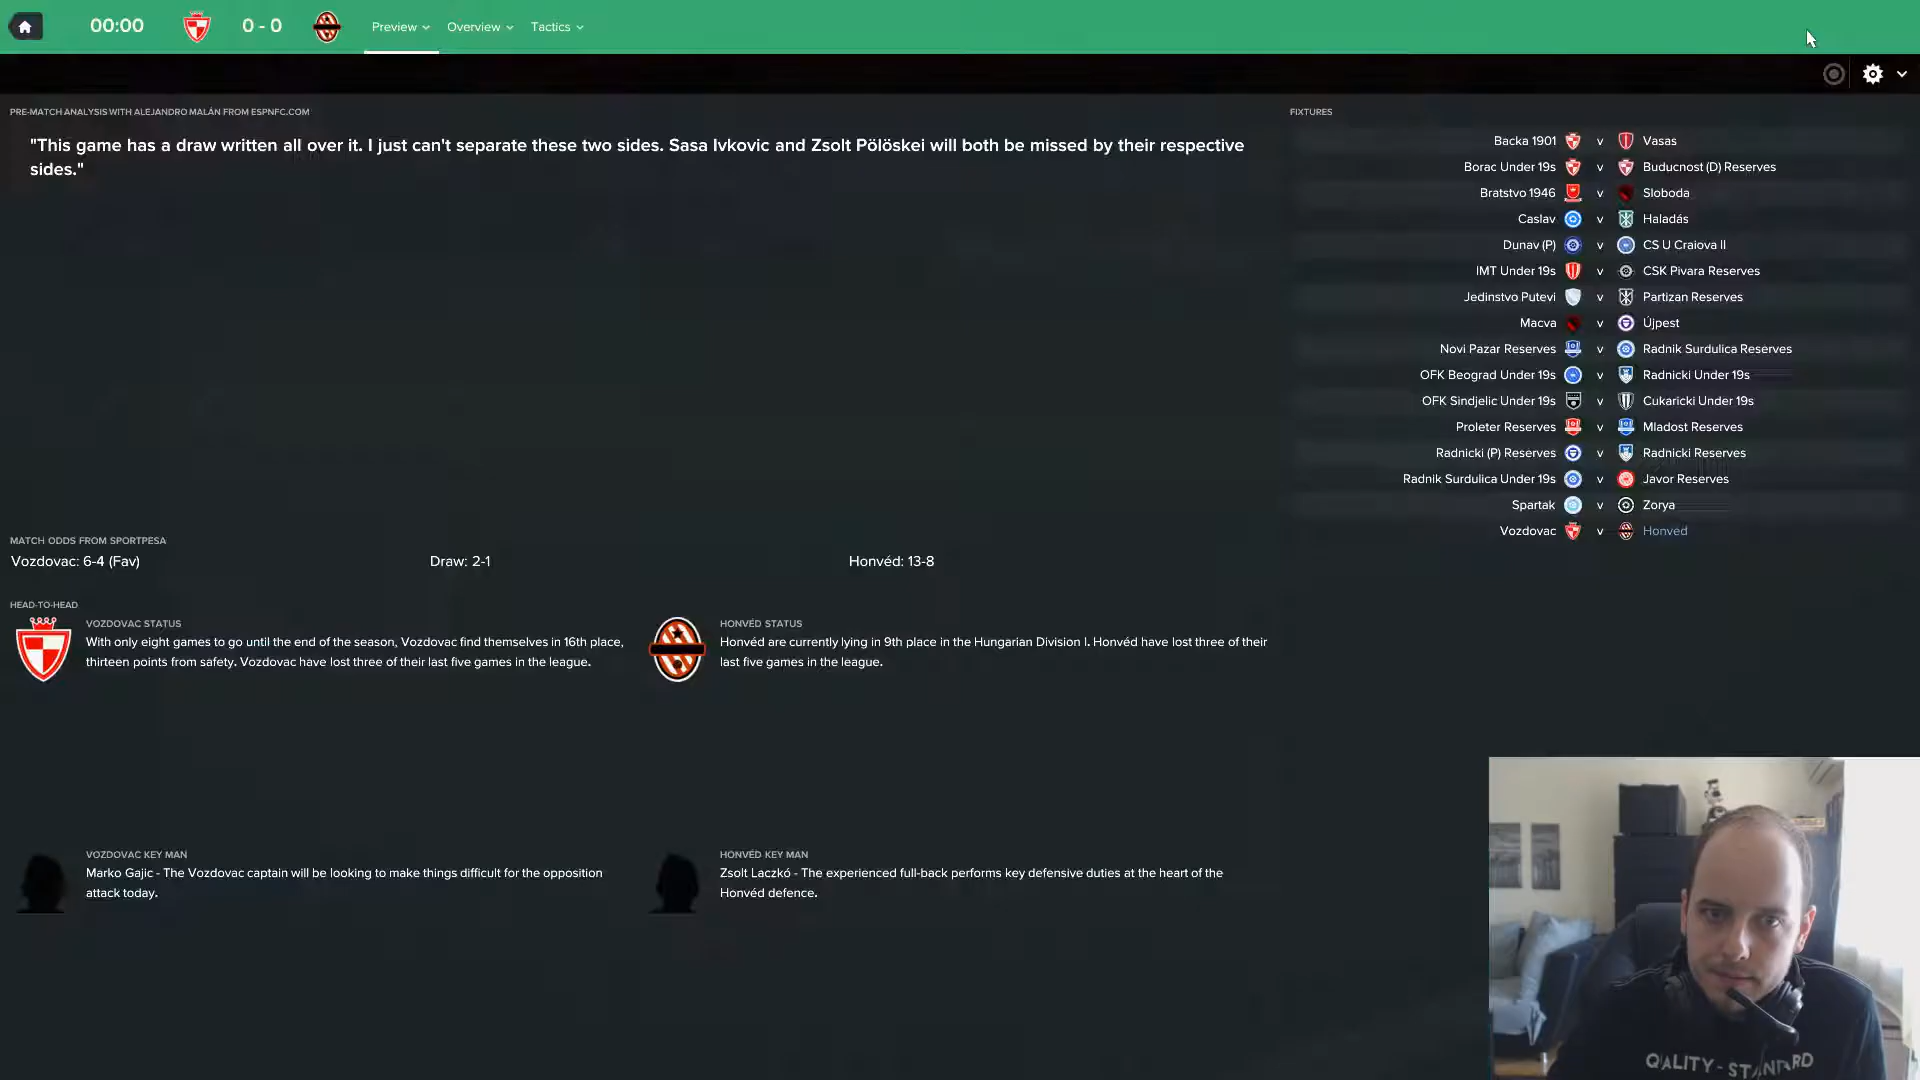 00:00
0 - 0
Preview
Overview
Tactics
PRE-MATCH ANALYSIS WITH ALEJANDRO MALÁN FROM ESPNFC.COM
"This game has a draw written all over it. I just can't separate these two sides. Sasa Ivkovic and Zsolt Pölöskei will both be missed by their respective
sides."
MATCH ODDS FROM SPORTPESA
Vozdovac: 6-4 (Fav)
Draw: 2-1
Honvéd: 13-8
HEAD-TO-HEAD
VOZDOVAC STATUS
With only eight games to go until the end of the season, Vozdovac find themselves in 16th place,
thirteen points from safety. Vozdovac have lost three of their last five games in the league.
HONVÉD STATUS
Honvéd are currently lying in 9th place in the Hungarian Division I. Honvéd have lost three of their
last five games in the league.
VOZDOVAC KEY MAN
Marko Gajic - The Vozdovac captain will be looking to make things difficult for the opposition
attack today.
HONVÉD KEY MAN
Zsolt Laczkó - The experienced full-back performs key defensive duties at the heart of the
Honvéd defence.
FIXTURES
Backa 1901 v Vasas
Borac Under 19s v Buducnost (D) Reserves
Bratstvo 1946 v Sloboda
Caslav v Haladás
Dunav (P) v CS U Craiova II
IMT Under 19s v CSK Pivara Reserves
Jedinstvo Putevi v Partizan Reserves
Macva v Újpest
Novi Pazar Reserves v Radnik Surdulica Reserves
OFK Beograd Under 19s v Radnicki Under 19s
OFK Sindjelic Under 19s v Cukaricki Under 19s
Proleter Reserves v Mladost Reserves
Radnicki (P) Reserves v Radnicki Reserves
Radnik Surdulica Under 19s v Javor Reserves
Spartak v Zorya
Vozdovac v Honvéd
QUALITY - STANDARD